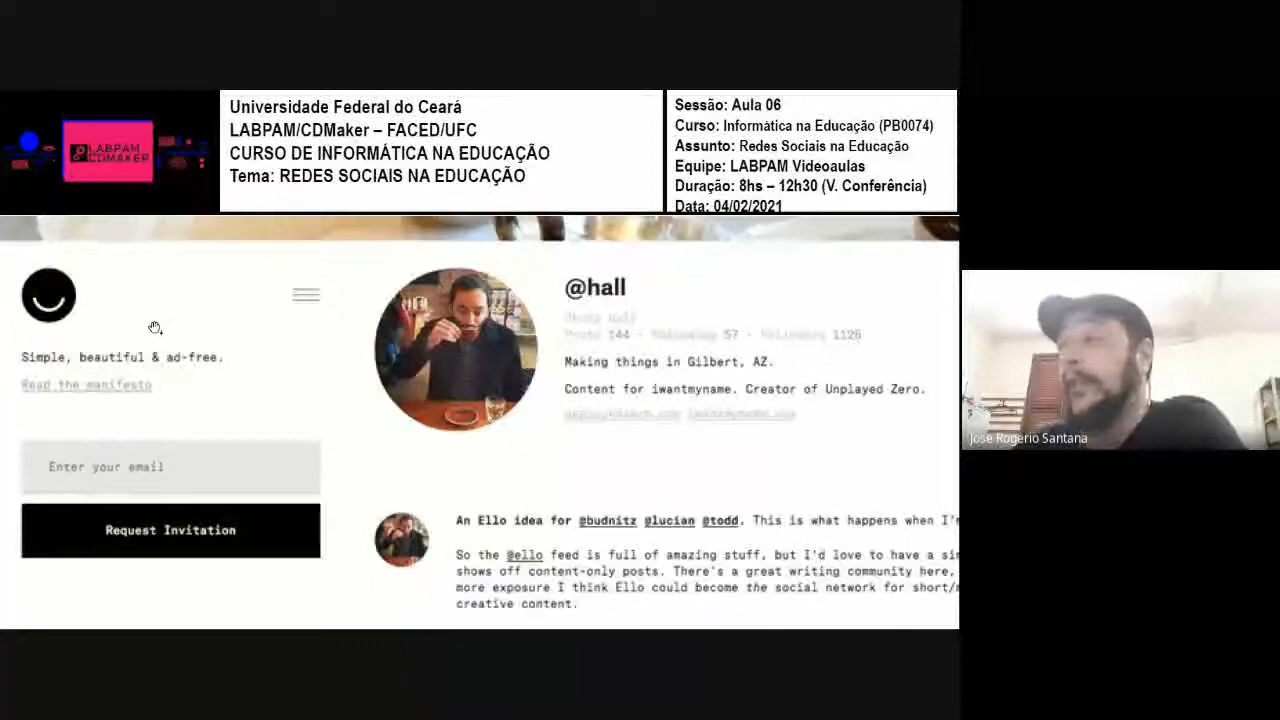 LABPAM
CDMAKER
Universidade Federal do Ceará
LABPAM/CDMaker – FACED/UFC
CURSO DE INFORMÁTICA NA EDUCAÇÃO
Tema: REDES SOCIAIS NA EDUCAÇÃO
Sessão: Aula 06
Curso: Informática na Educação (PB0074)
Assunto: Redes Sociais na Educação
Equipe: LABPAM Videoaulas
Duração: 8hs – 12h30 (V. Conferência)
Data: 04/02/2021
Simple, beautiful & ad-free.
Read the manifesto
Enter your email
Request Invitation
@hall
Posts 144 - Following 57 - Followers 1126
Making things in Gilbert, AZ.
Content for iwantmyname. Creator of Unplayed Zero.
An Ello idea for @budnitz @lucian @todd. This is what happens when I'
So the @ello feed is full of amazing stuff, but I'd love to have a
shows off content-only posts. There's a great writing community here,
more exposure I think Ello could become the social network for short/
creative content.
Jose Rogerio Santana